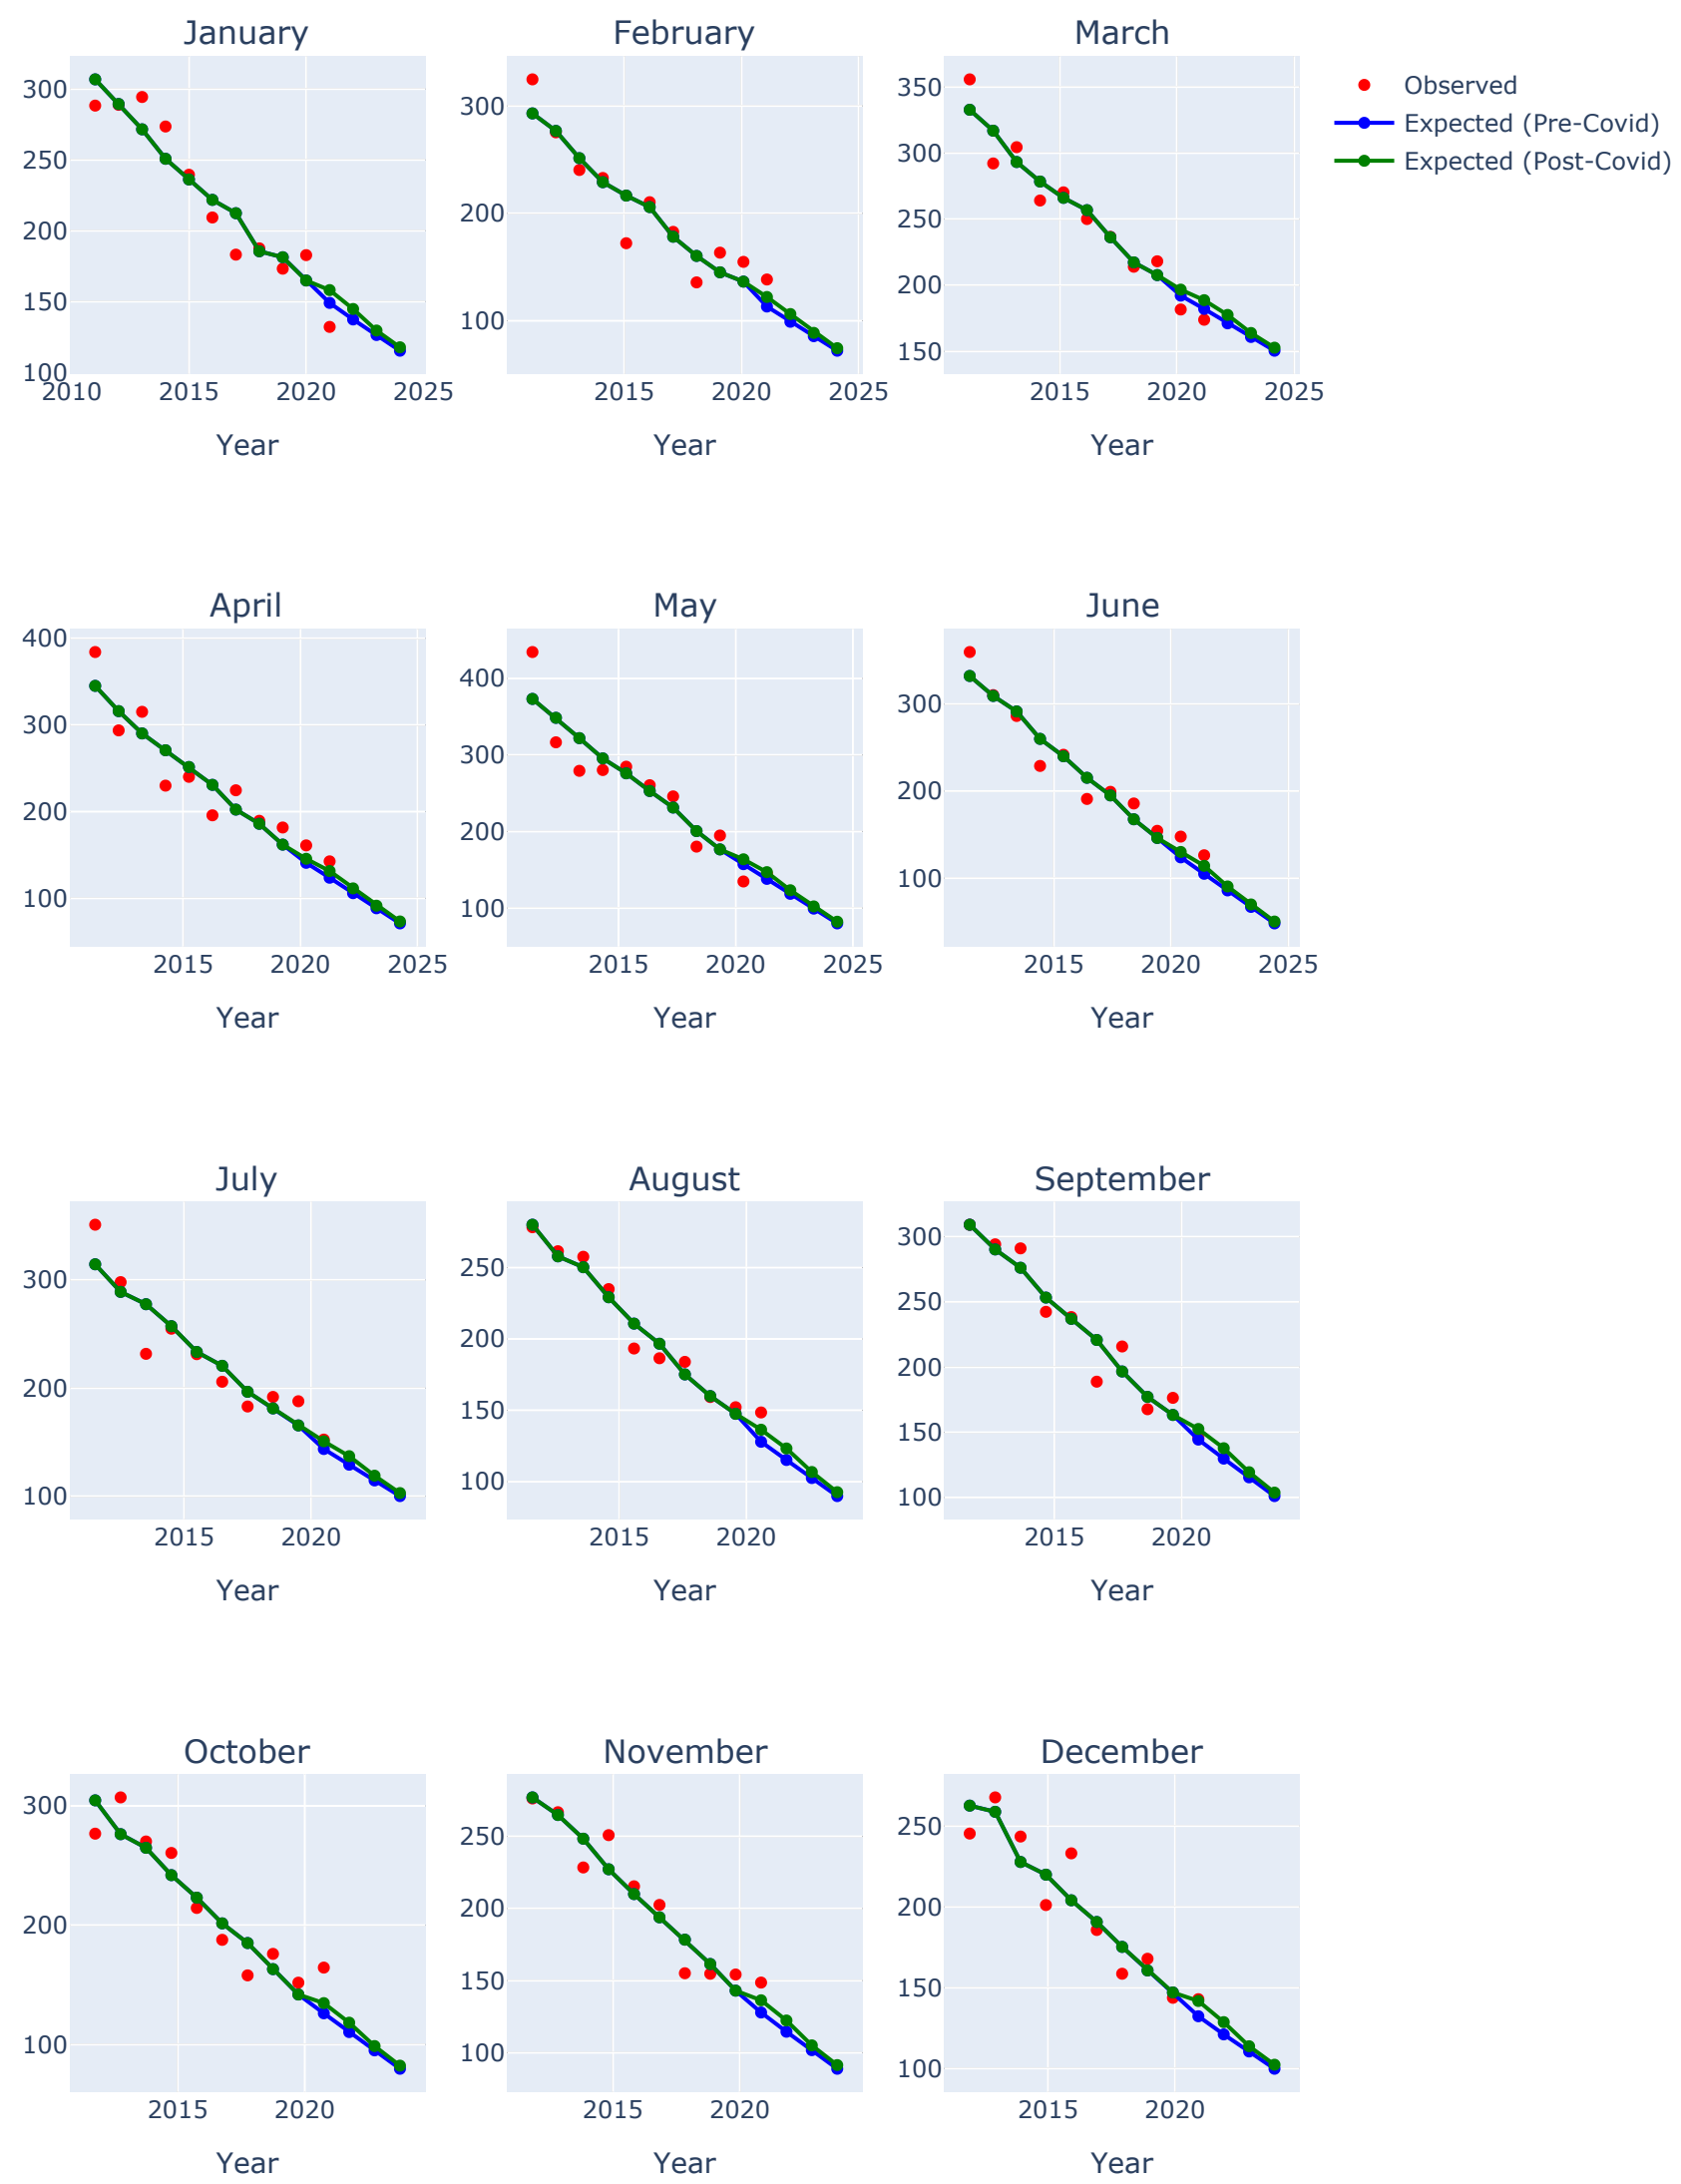 January
February
March
Observed
Expected (Pre-Covid)
Expected (Post-Covid)
300
250
200
150
100
2010
2015
2020
2025
Year
300
200
100
2015
2020
2025
Year
350
300
250
200
150
2015
2020
2025
Year
April
May
June
400
300
200
100
2015
2020
2025
Year
400
300
200
100
2015
2020
2025
Year
300
200
100
2015
2020
2025
Year
July
August
September
300
200
100
2015
2020
Year
250
200
150
100
2015
2020
Year
300
250
200
150
100
2015
2020
Year
October
November
December
300
200
100
2015
2020
Year
250
200
150
100
2015
2020
Year
250
200
150
100
2015
2020
Year